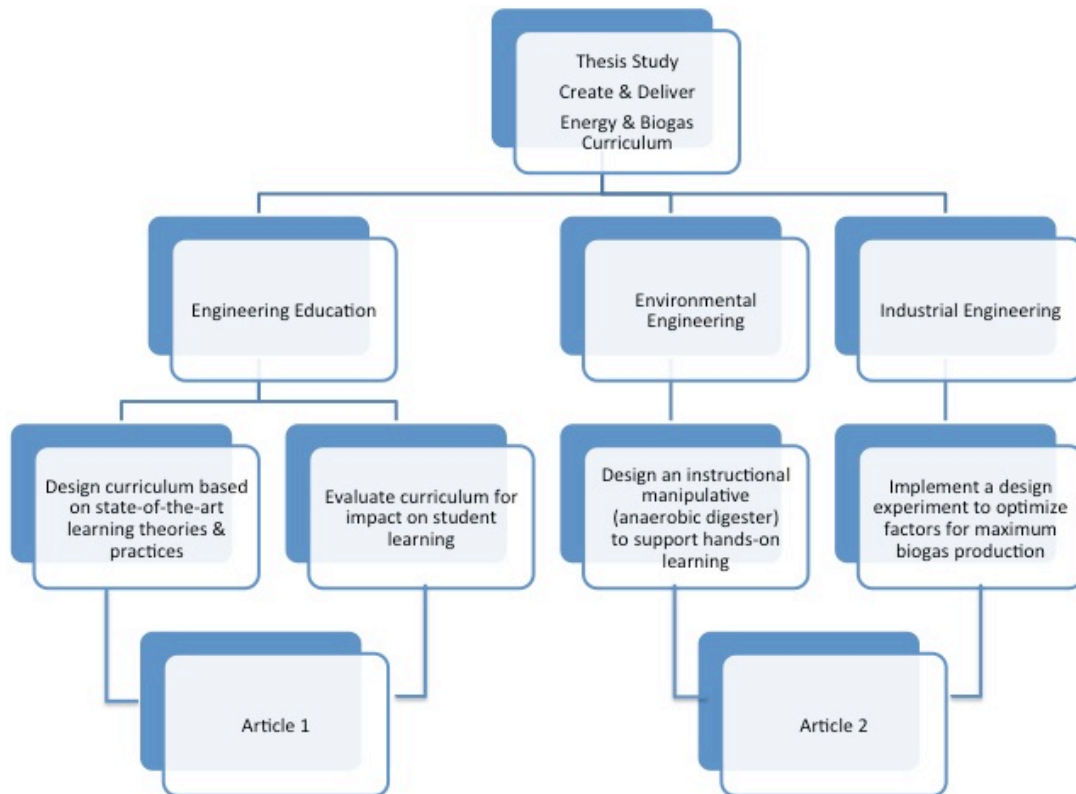 Thesis Study
Create & Deliver
Energy & Biogas
Curriculum
Engineering Education
Environmental
Engineering
Industrial Engineering
Design curriculum based
on state-of-the-art
learning theories &
practices
Evaluate curriculum for
impact on student
learning
Design an instructional
manipulative
(anaerobic digester)
to support hands-on
learning
Implement a design
experiment to optimize
factors for maximum
biogas production
Article 1
Article 2